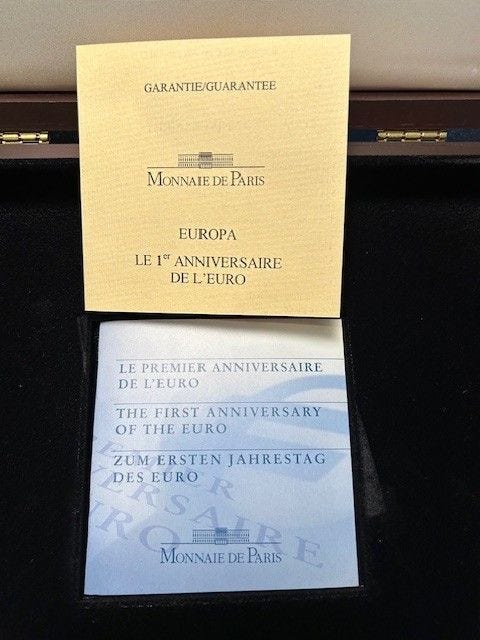 GARANTIE/GUARANTEE
MONNAIE DE PARIS
EUROPA
LE 1er ANNIVERSAIRE
DE L'EURO
LE PREMIER ANNIVERSAIRE
DE L'EURO
THE FIRST ANNIVERSARY
OF THE EURO
ZUM ERSTEN JAHRESTAG
DES EURO
MONNAIE DE PARIS